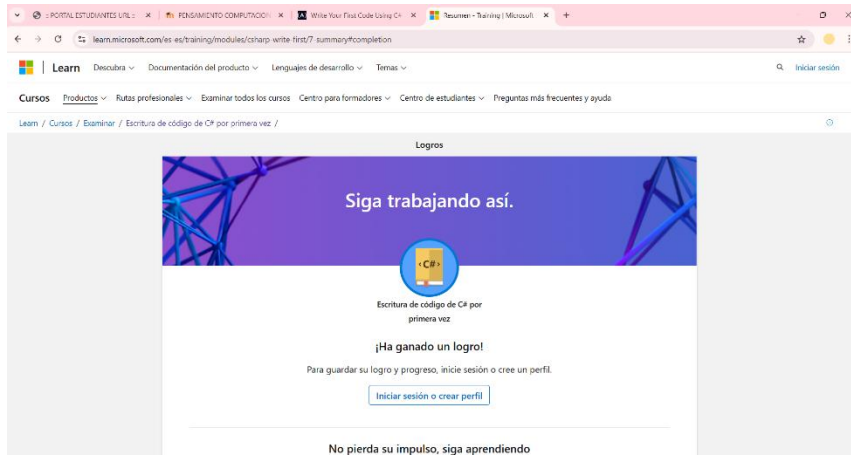 : PORTAL ESTUDIANTES URL :
PENSAMIENTO COMPUTACION
Write Your First Code Using C#
Resumen - Training | Microsoft
learn.microsoft.com/es-es/training/modules/csharp-write-first/7-summary#completion
Learn Descubra Documentación del producto Lenguajes de desarrollo Temas Iniciar sesión
Cursos Productos Rutas profesionales Examinar todos los cursos Centro para formadores Centro de estudiantes Preguntas más frecuentes y ayuda
Learn / Cursos / Examinar / Escritura de código de C# por primera vez /
Logros
Siga trabajando así.
<C#>
Escritura de código de C# por
primera vez
¡Ha ganado un logro!
Para guardar su logro y progreso, inicie sesión o cree un perfil.
Iniciar sesión o crear perfil
No pierda su impulso, siga aprendiendo